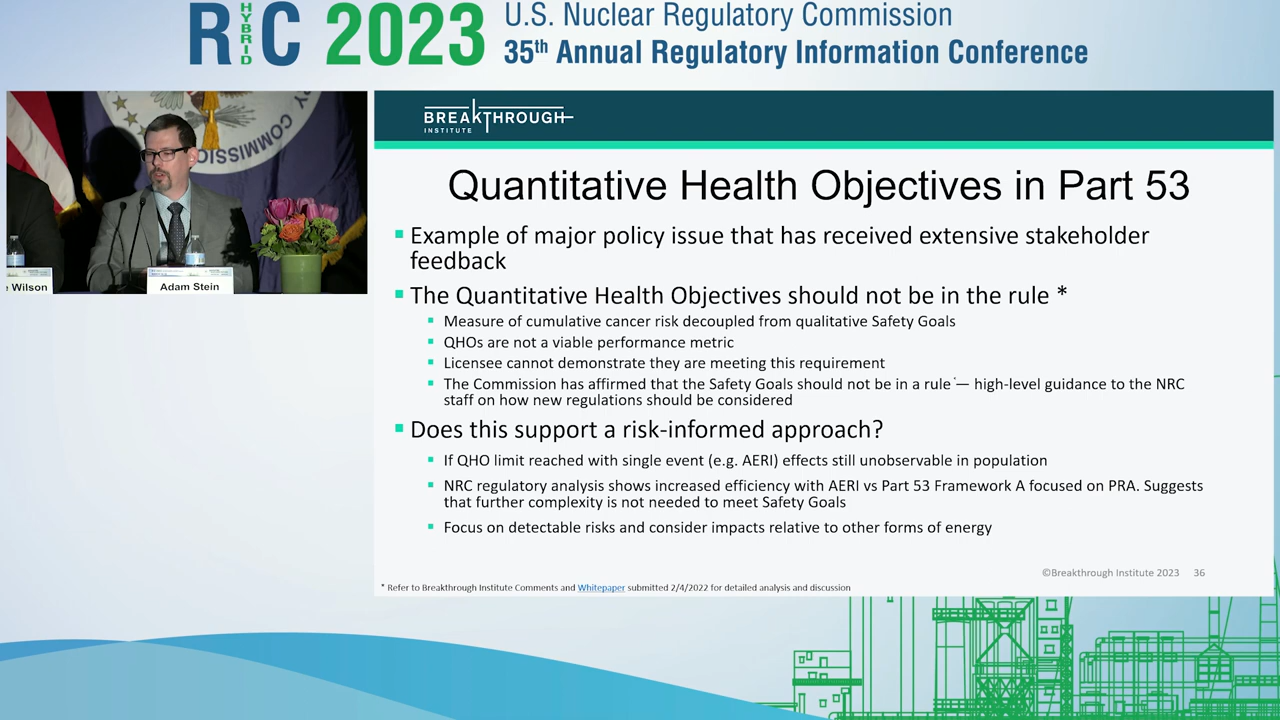 RIC HYBRID 2023
U.S. Nuclear Regulatory Commission
35th Annual Regulatory Information Conference
COMMISSION
e Wilson
Adam Stein
BREAKTHROUGH
INSTITUTE
Quantitative Health Objectives in Part 53
Example of major policy issue that has received extensive stakeholder
feedback
The Quantitative Health Objectives should not be in the rule *
Measure of cumulative cancer risk decoupled from qualitative Safety Goals
QHOs are not a viable performance metric
Licensee cannot demonstrate they are meeting this requirement
The Commission has affirmed that the Safety Goals should not be in a rule — high-level guidance to the NRC
staff on how new regulations should be considered
Does this support a risk-informed approach?
If QHO limit reached with single event (e.g. AERI) effects still unobservable in population
NRC regulatory analysis shows increased efficiency with AERI vs Part 53 Framework A focused on PRA. Suggests
that further complexity is not needed to meet Safety Goals
Focus on detectable risks and consider impacts relative to other forms of energy
©Breakthrough Institute 2023 36
* Refer to Breakthrough Institute Comments and Whitepaper submitted 2/4/2022 for detailed analysis and discussion